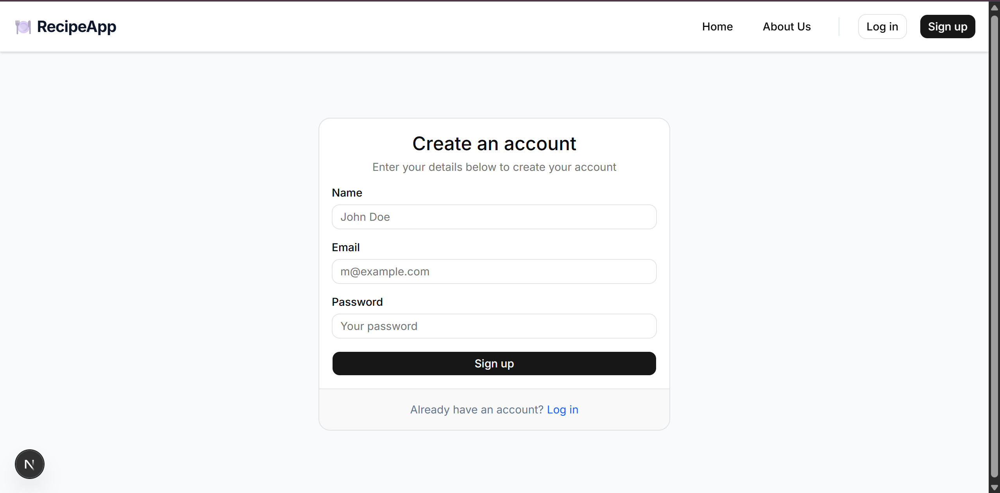 RecipeApp
Home
About Us
Log in
Sign up
Create an account
Enter your details below to create your account
Name
John Doe
Email
m@example.com
Password
Your password
Sign up
Already have an account? Log in
N